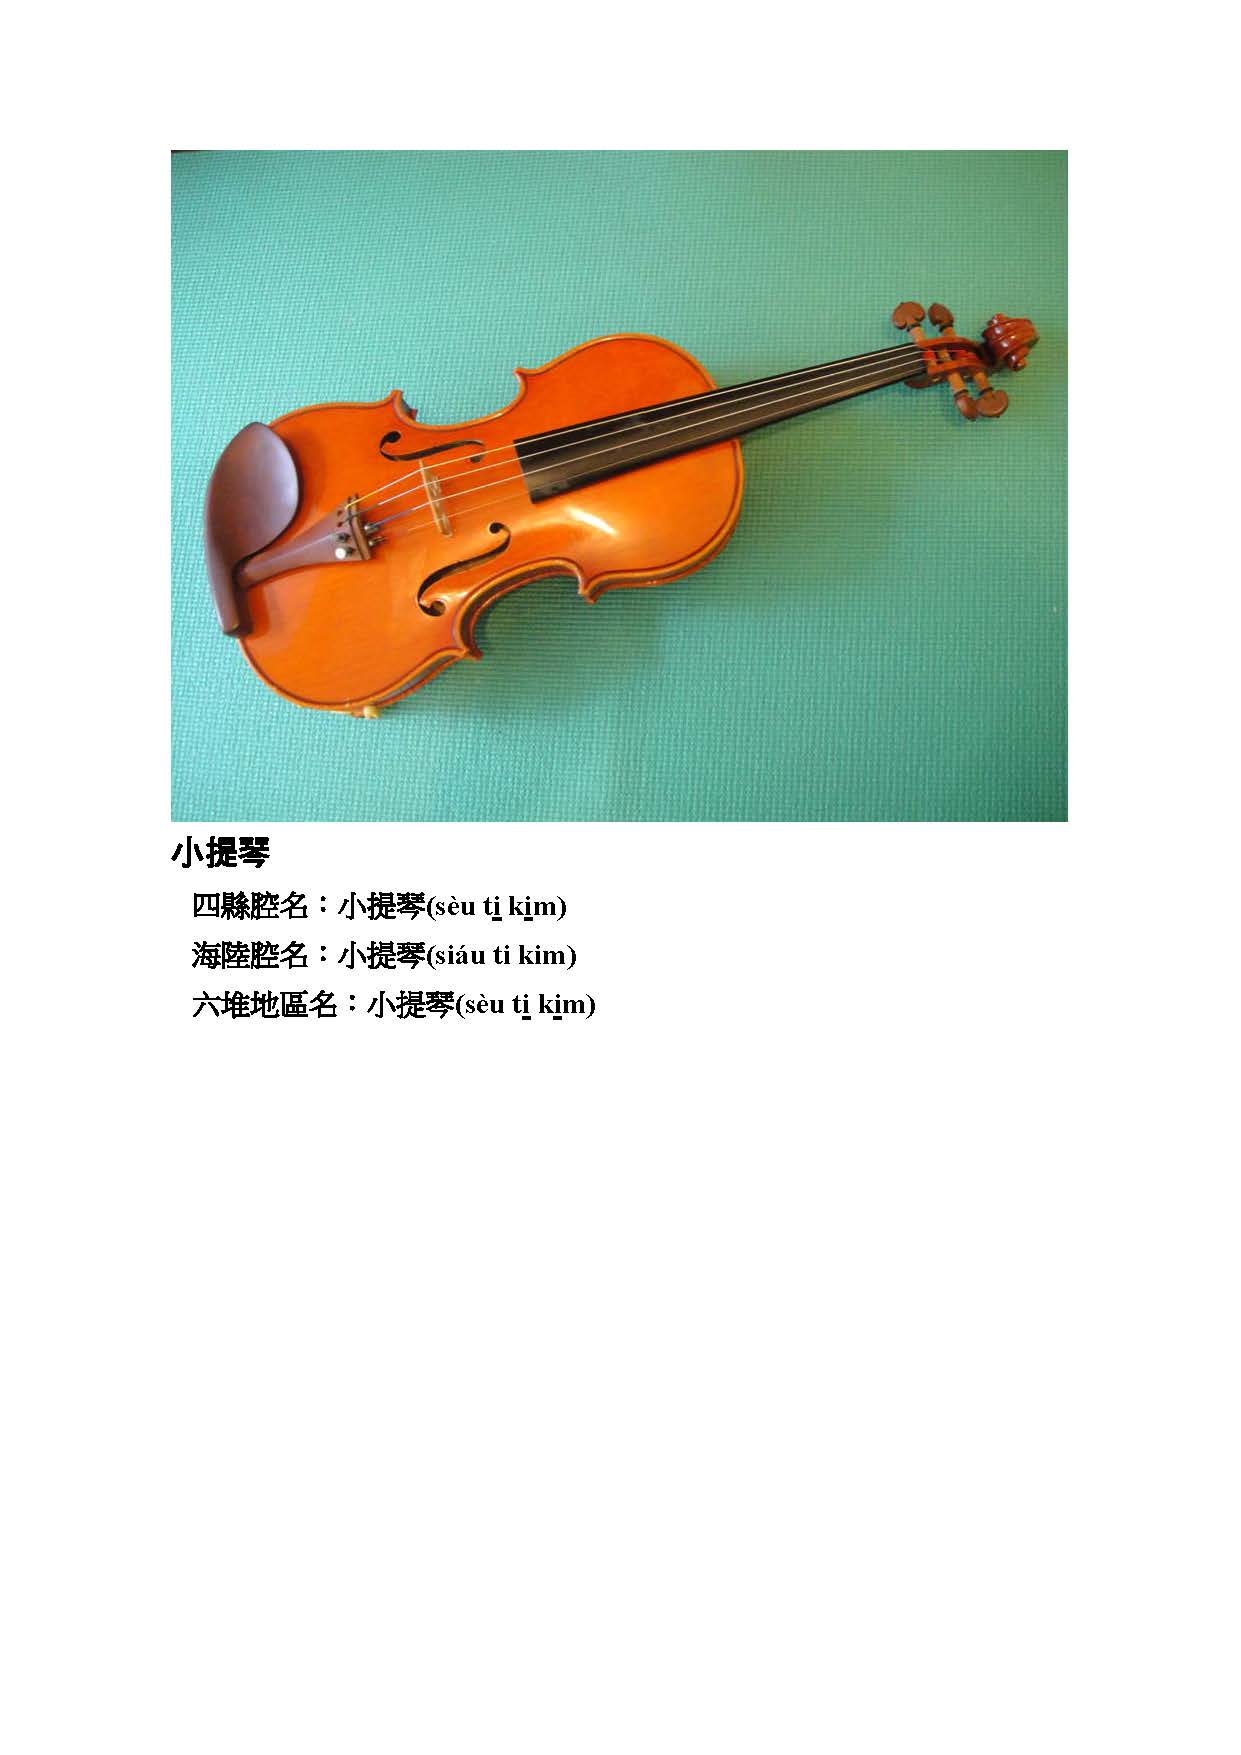 小提琴
四縣腔名：小提琴(sèu ti̱ ki̱m)
海陸腔名：小提琴(siáu ti kim)
六堆地區名：小提琴(sèu ti̱ ki̱m)